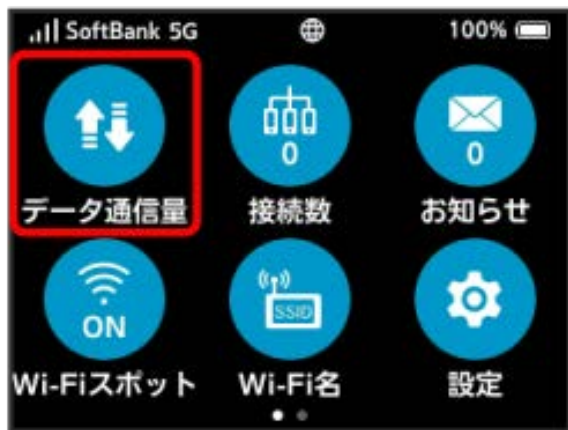 SoftBank 5G 100%
0 0
データ通信量 接続数 お知らせ
ON SSID
Wi-Fiスポット Wi-Fi名 設定